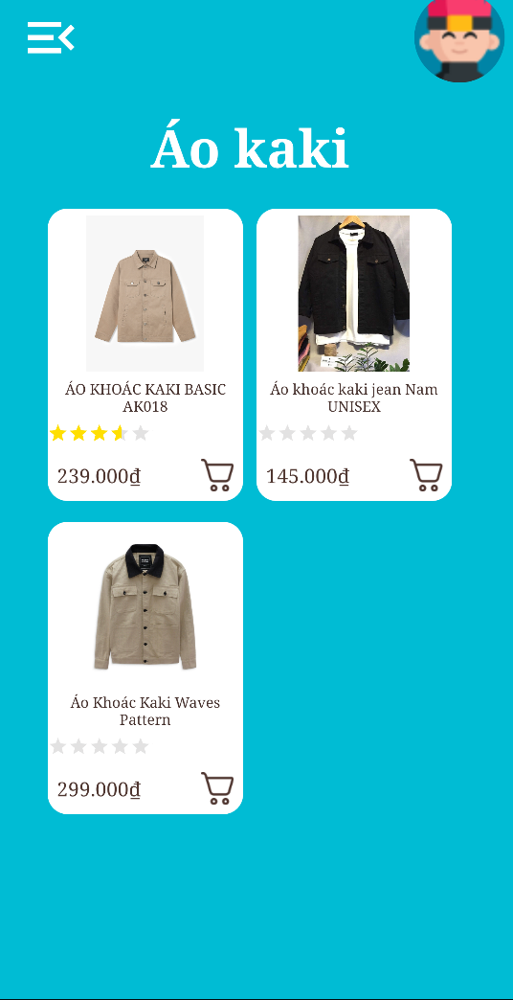 Áo kaki
ÁO KHOÁC KAKI BASIC
AK018
239.000₫
Áo khoác kaki jean Nam
UNISEX
145.000₫
Áo Khoác Kaki Waves
Pattern
299.000₫